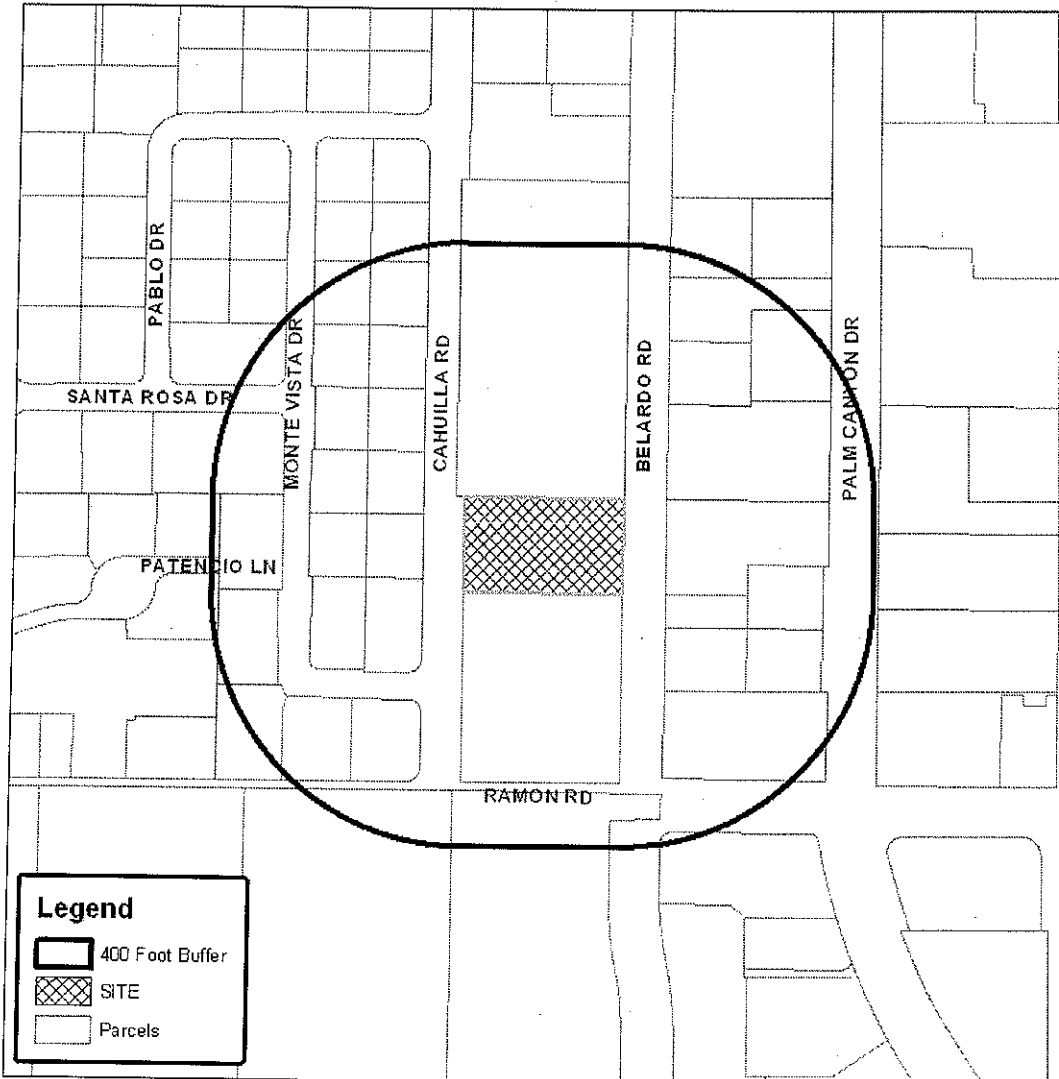 PABLO DR
SANTA ROSA DR
MONTE VISTA DR
CAHUILLA RD
BELARDO RD
PALM CANYON DR
PATENCIO LN
RAMON RD
Legend
400 Foot Buffer
SITE
Parcels